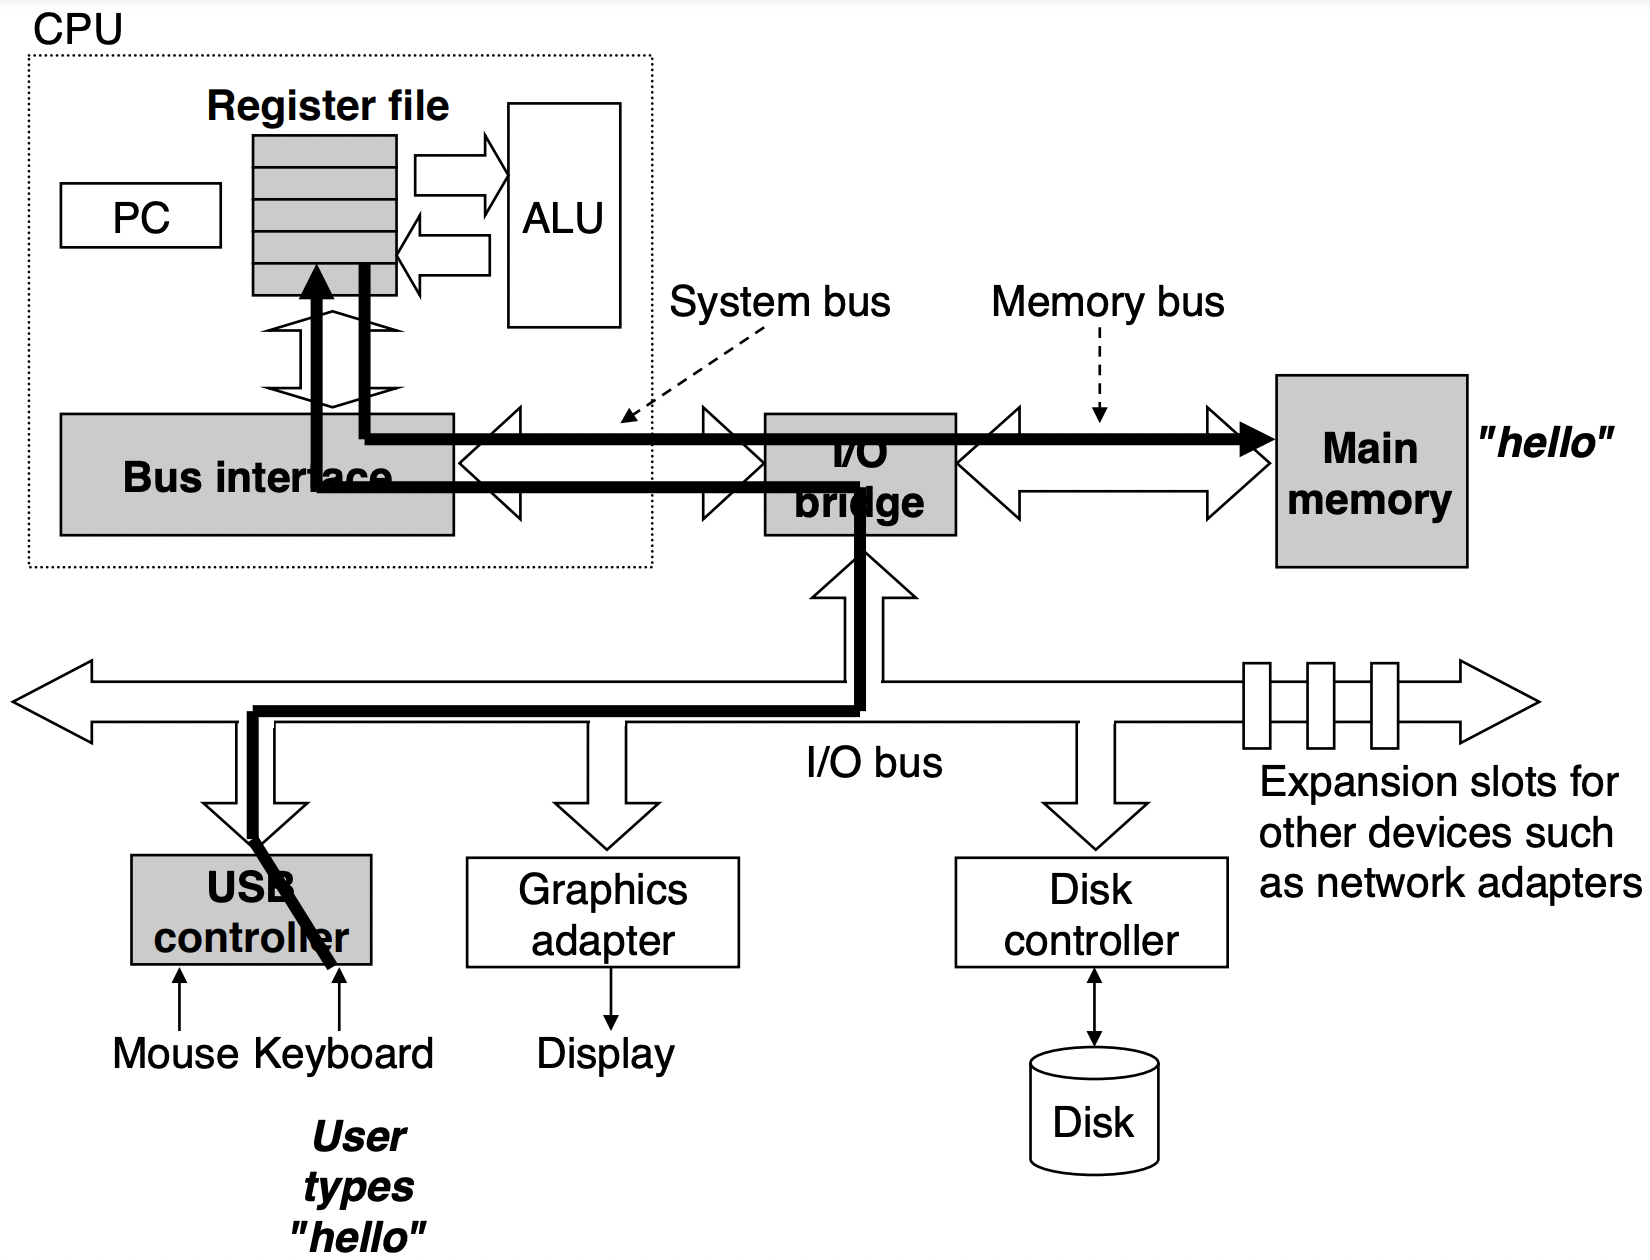 CPU
Register file
PC
ALU
System bus
Memory bus
Bus interface
I/O
bridge
Main
memory
"hello"
I/O bus
Expansion slots for
other devices such
as network adapters
USB
controller
Graphics
adapter
Disk
controller
Mouse
Keyboard
Display
Disk
User
types
"hello"